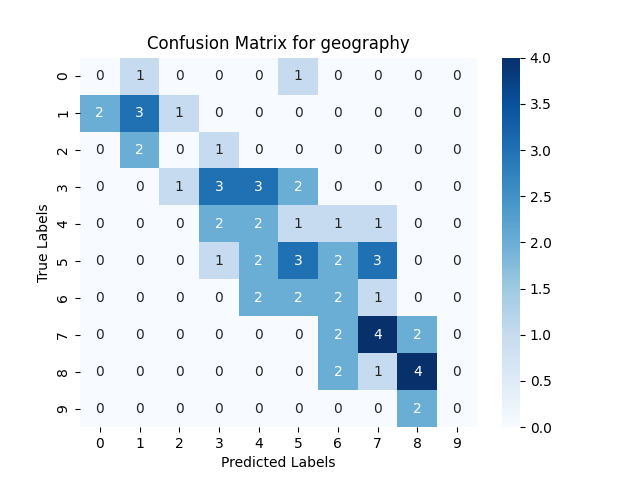 Confusion Matrix for geography
0 0 1 0 0 0 1 0 0 0 0
1 2 3 1 0 0 0 0 0 0 0
2 0 2 0 1 0 0 0 0 0 0
3 0 0 1 3 3 2 0 0 0 0
4 0 0 0 2 2 1 1 1 0 0
5 0 0 0 1 2 3 2 3 0 0
6 0 0 0 0 2 2 2 1 0 0
7 0 0 0 0 0 0 2 4 2 0
8 0 0 0 0 0 0 2 1 4 0
9 0 0 0 0 0 0 0 0 2 0
0 1 2 3 4 5 6 7 8 9
Predicted Labels
True Labels
4.0
3.5
3.0
2.5
2.0
1.5
1.0
0.5
0.0